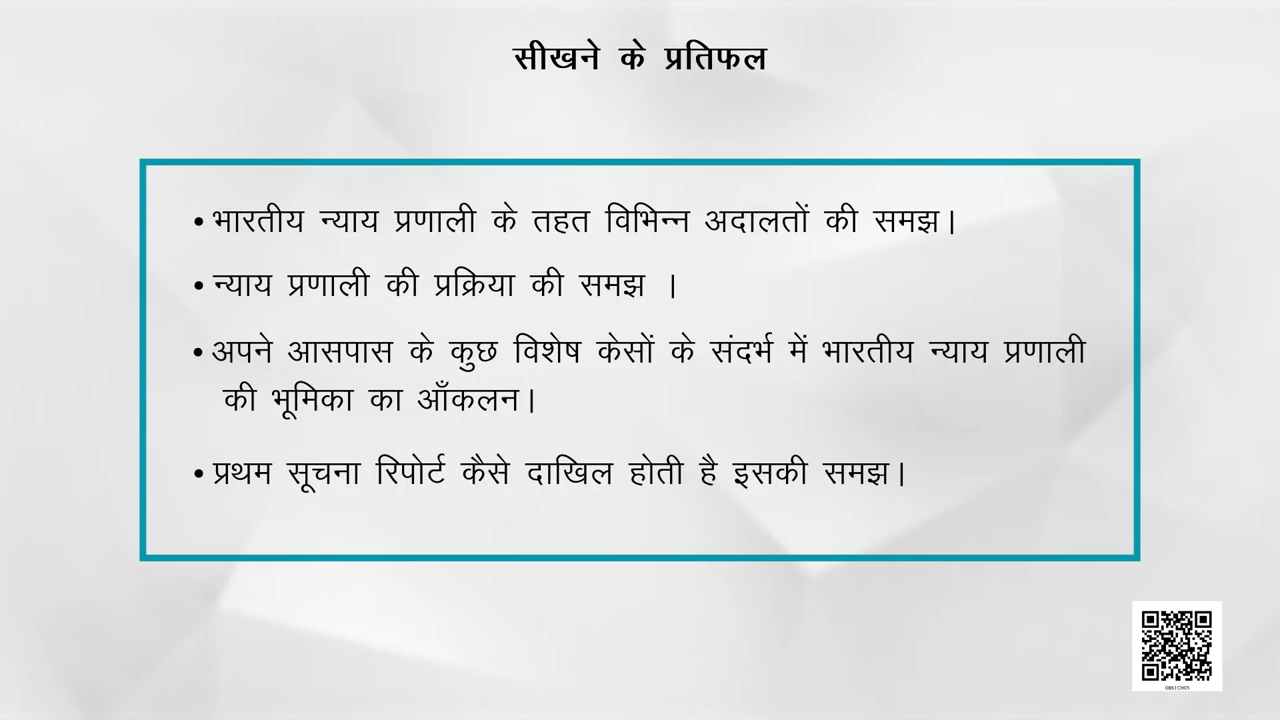 सीखने के प्रतिफल
• भारतीय न्याय प्रणाली के तहत विभिन्न अदालतों की समझ।
• न्याय प्रणाली की प्रक्रिया की समझ ।
• अपने आसपास के कुछ विशेष केसों के संदर्भ में भारतीय न्याय प्रणाली
की भूमिका का आँकलन।
• प्रथम सूचना रिपोर्ट कैसे दाखिल होती है इसकी समझ।
0861CH05